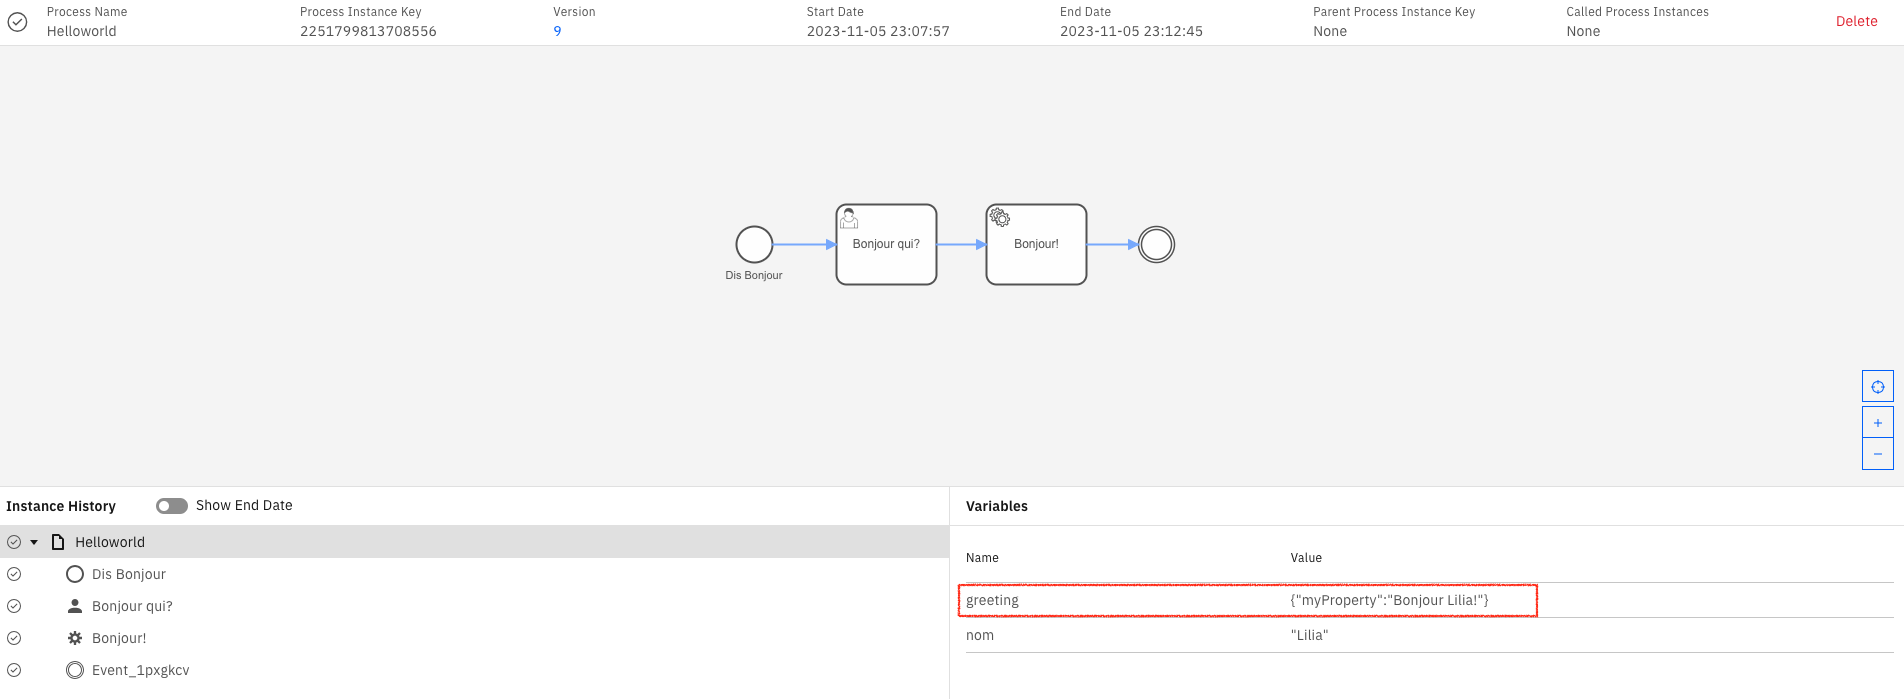 Process Name
Helloworld
Process Instance Key
2251799813708556
Version
9
Start Date
2023-11-05 23:07:57
End Date
2023-11-05 23:12:45
Parent Process Instance Key
None
Called Process Instances
None
Delete
Bonjour qui?
Bonjour!
Dis Bonjour
Instance History
Show End Date
Helloworld
Dis Bonjour
Bonjour qui?
Bonjour!
Event_1pxgkcv
Variables
Name Value
greeting {"myProperty":"Bonjour Lilia!"}
nom "Lilia"